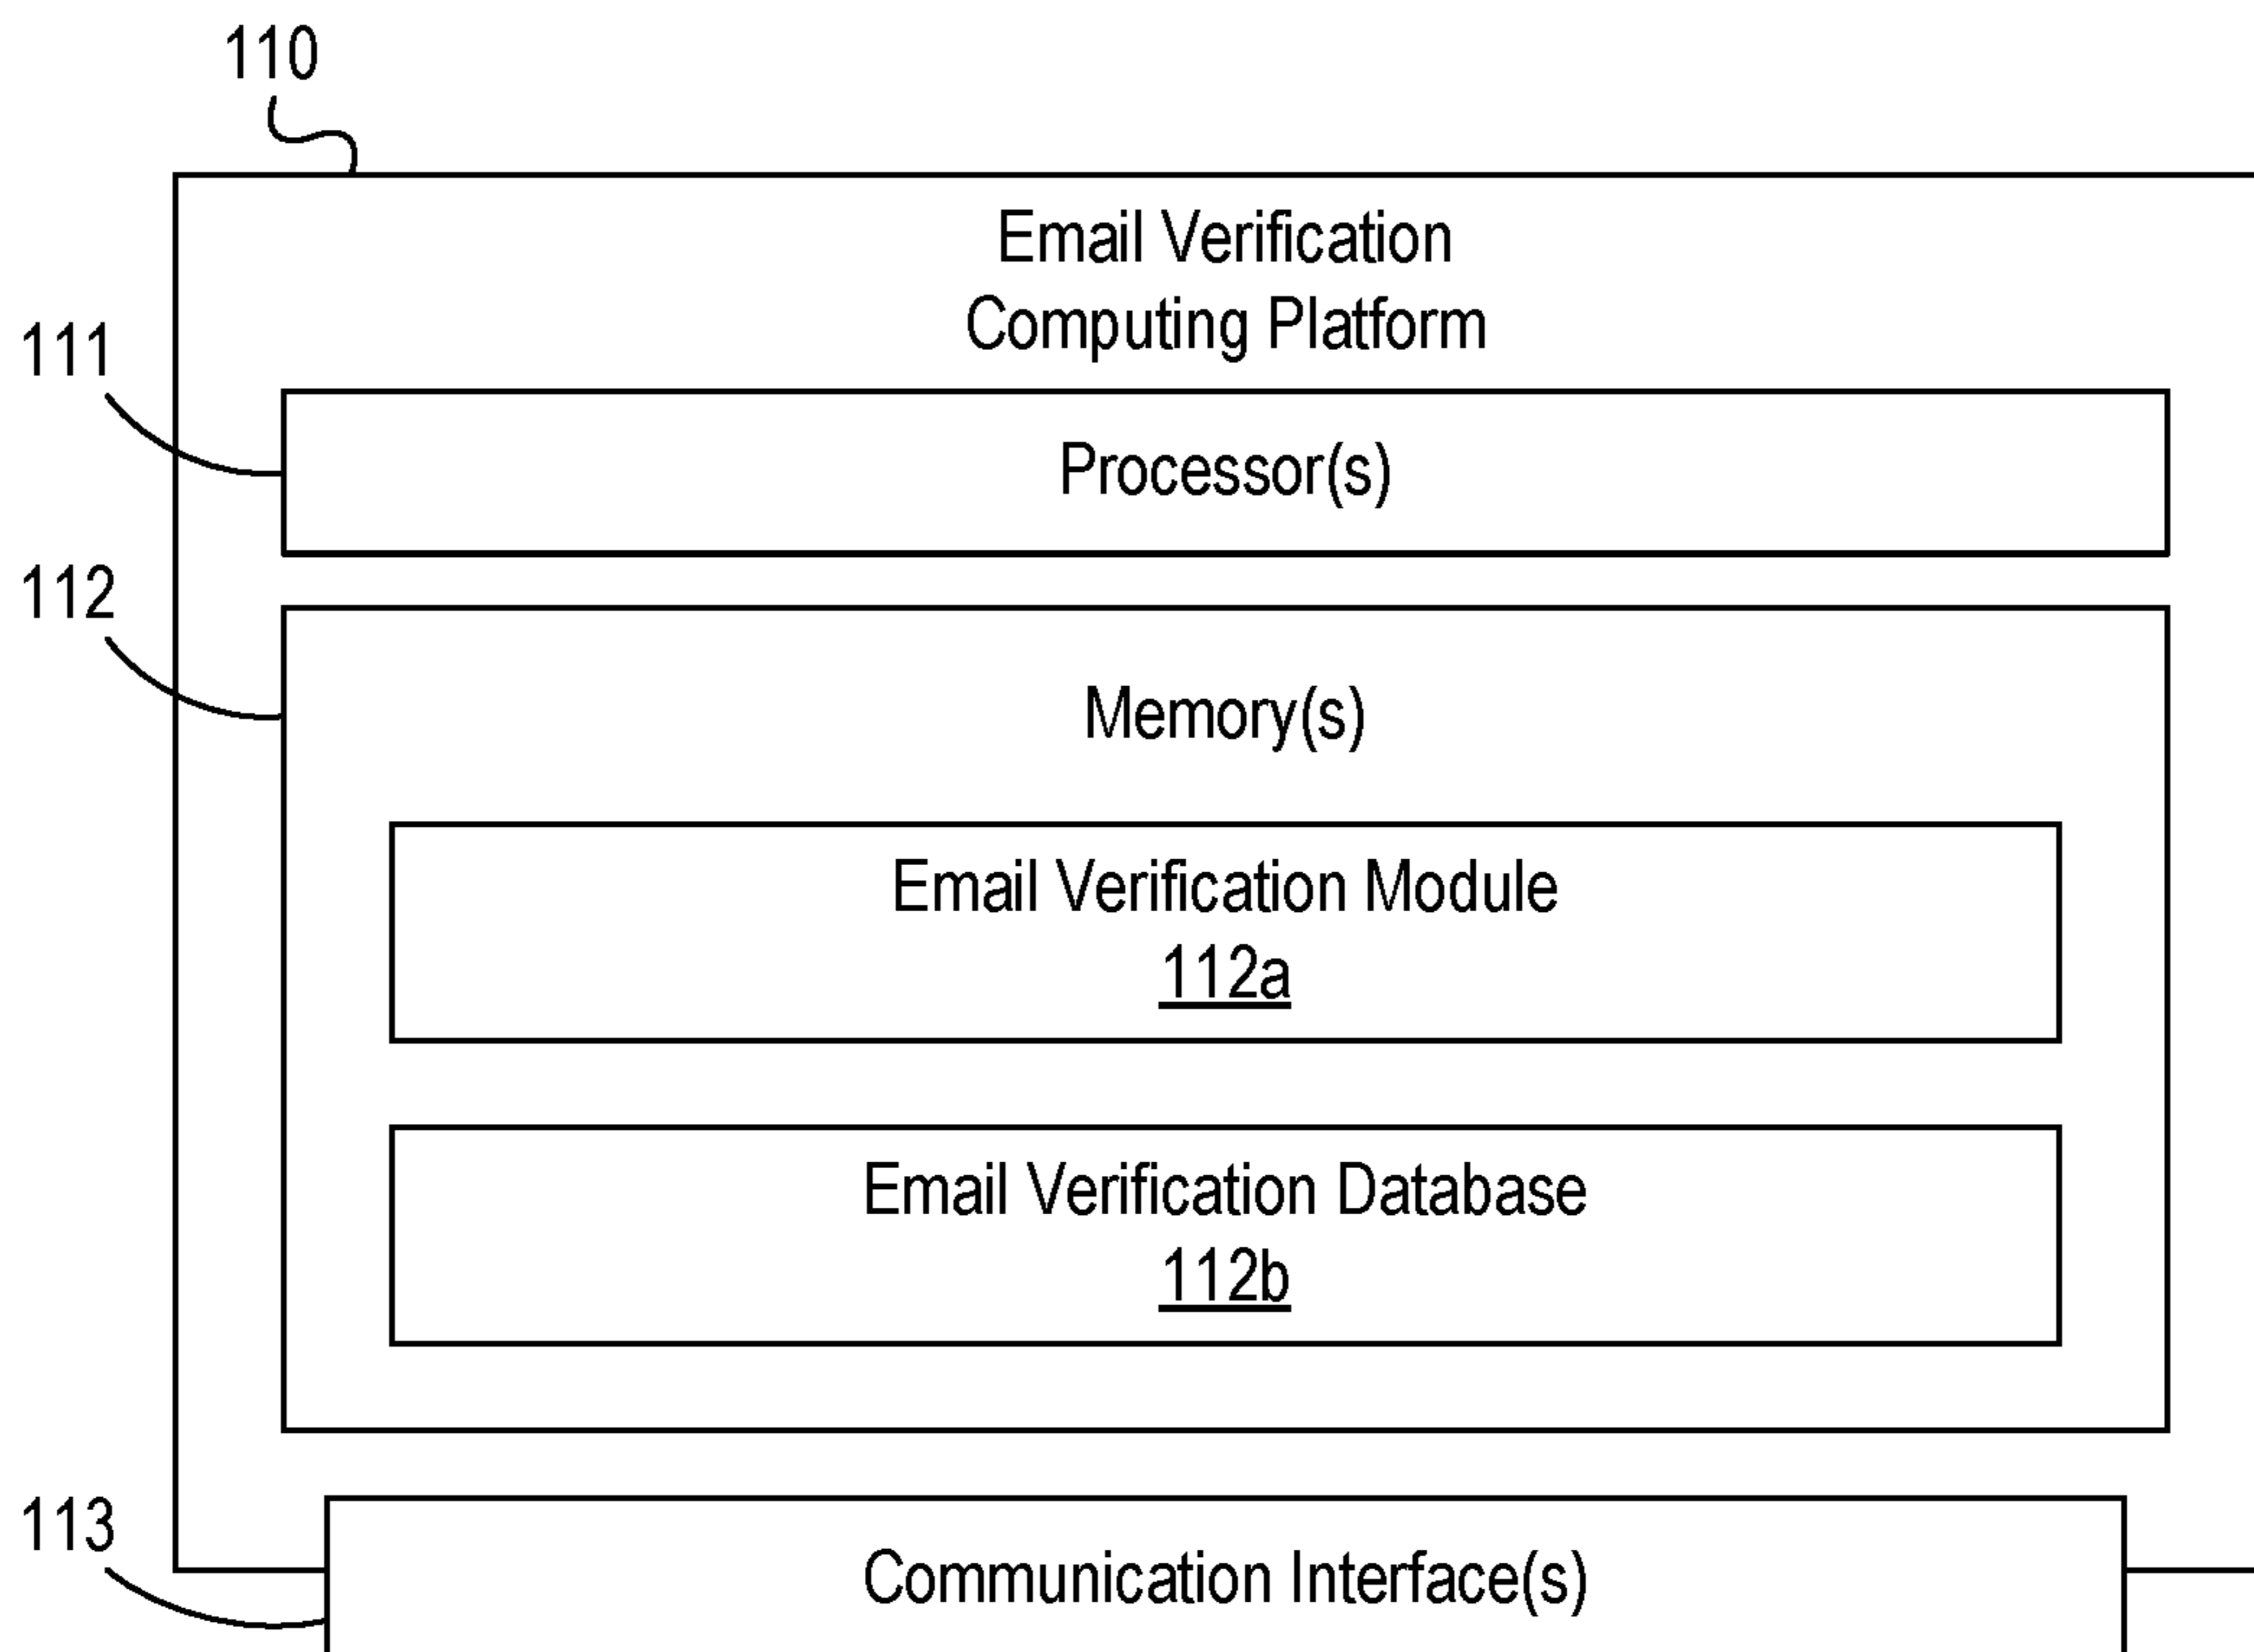 110
Email Verification
Computing Platform
111
Processor(s)
112
Memory(s)
Email Verification Module
112a
Email Verification Database
112b
113
Communication Interface(s)